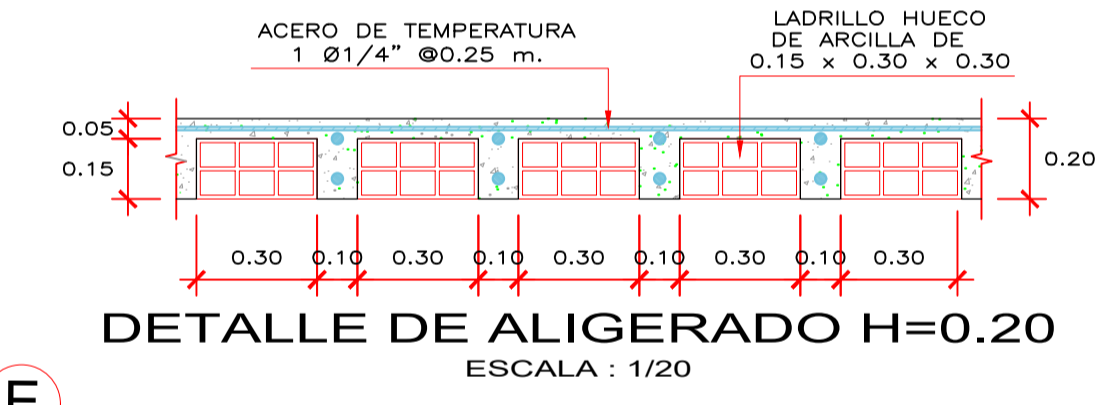 ACERO DE TEMPERATURA
1 Ø1/4" @0.25 m.
LADRILLO HUECO
DE ARCILLA DE
0.15 x 0.30 x 0.30
0.05
0.15
0.20
0.30 0.10 0.30 0.10 0.30 0.10 0.30 0.10 0.30
DETALLE DE ALIGERADO H=0.20
ESCALA : 1/20